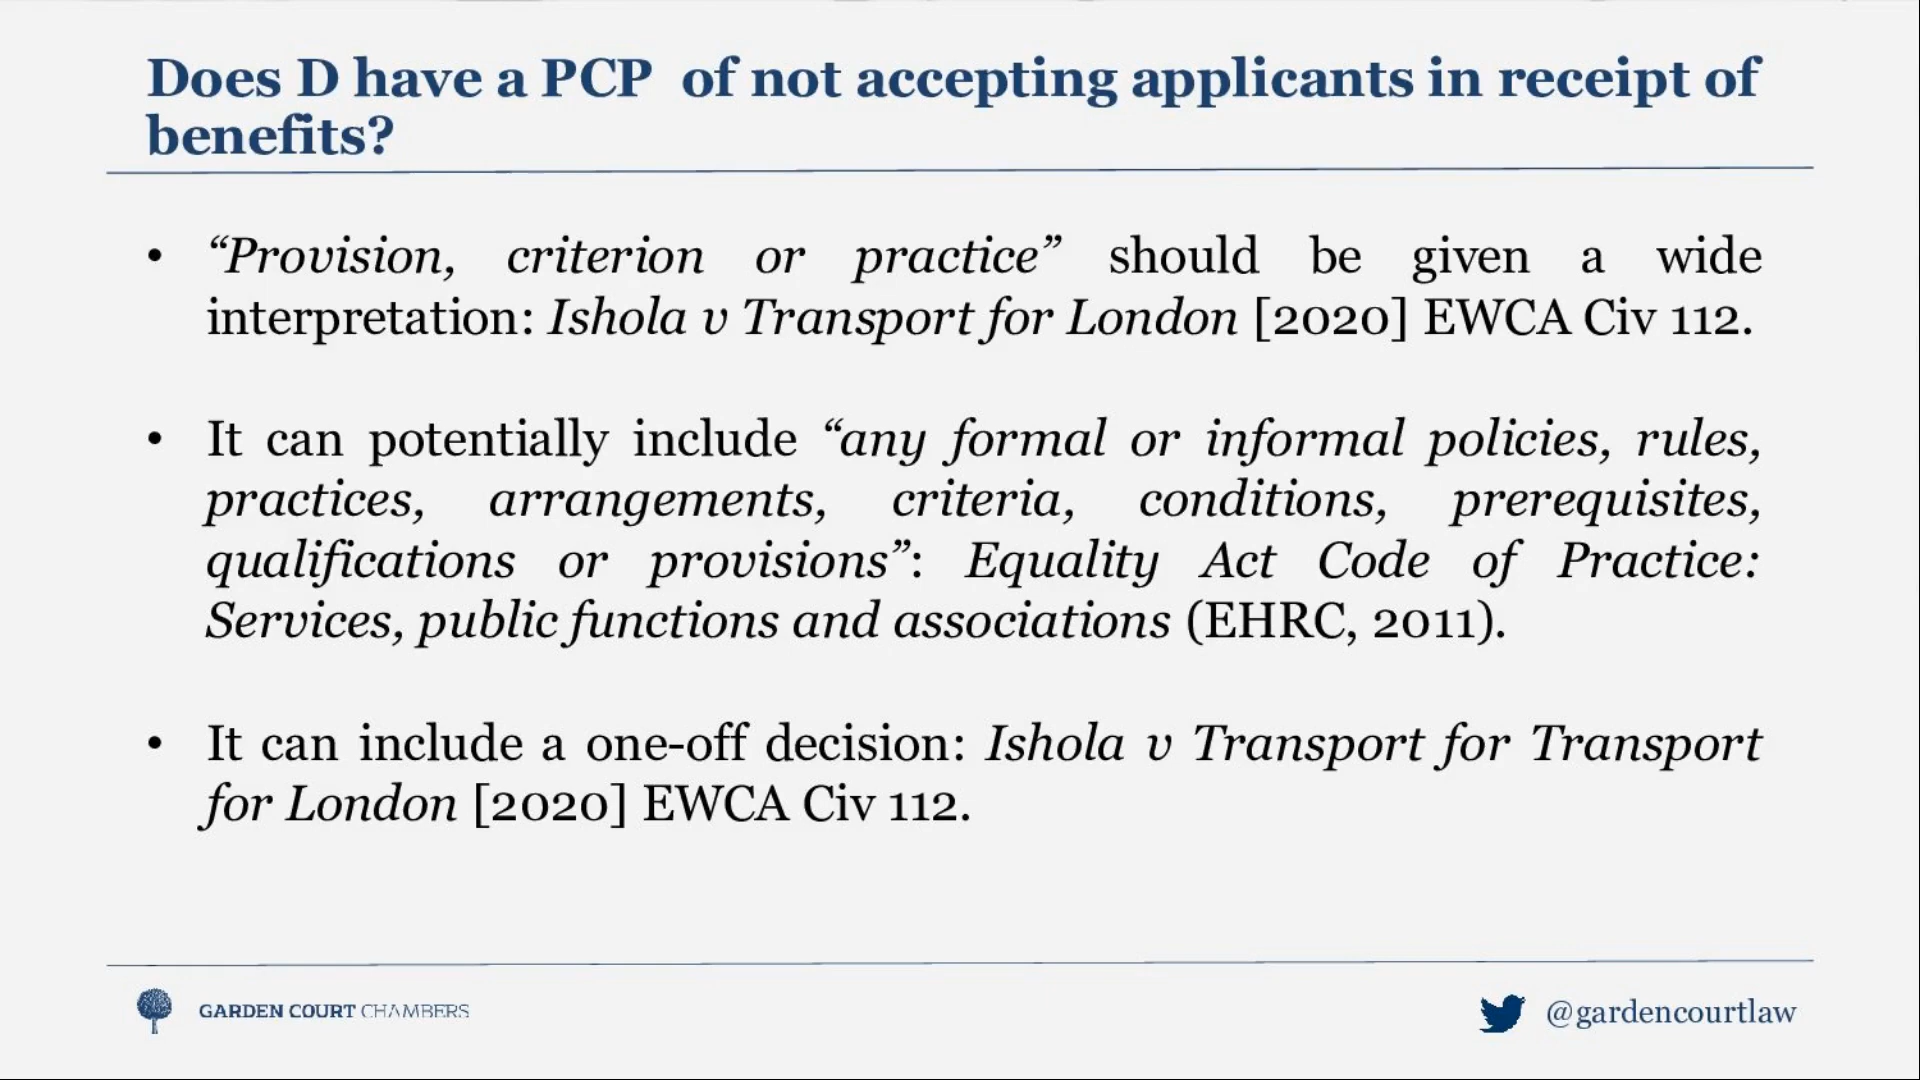 Does D have a PCP of not accepting applicants in receipt of
benefits?
• “Provision, criterion or practice” should be given a wide
interpretation: Ishola v Transport for London [2020] EWCA Civ 112.
• It can potentially include “any formal or informal policies, rules,
practices, arrangements, criteria, conditions, prerequisites,
qualifications or provisions”: Equality Act Code of Practice:
Services, public functions and associations (EHRC, 2011).
• It can include a one-off decision: Ishola v Transport for Transport
for London [2020] EWCA Civ 112.
GARDEN COURT CHAMBERS
@gardencourtlaw